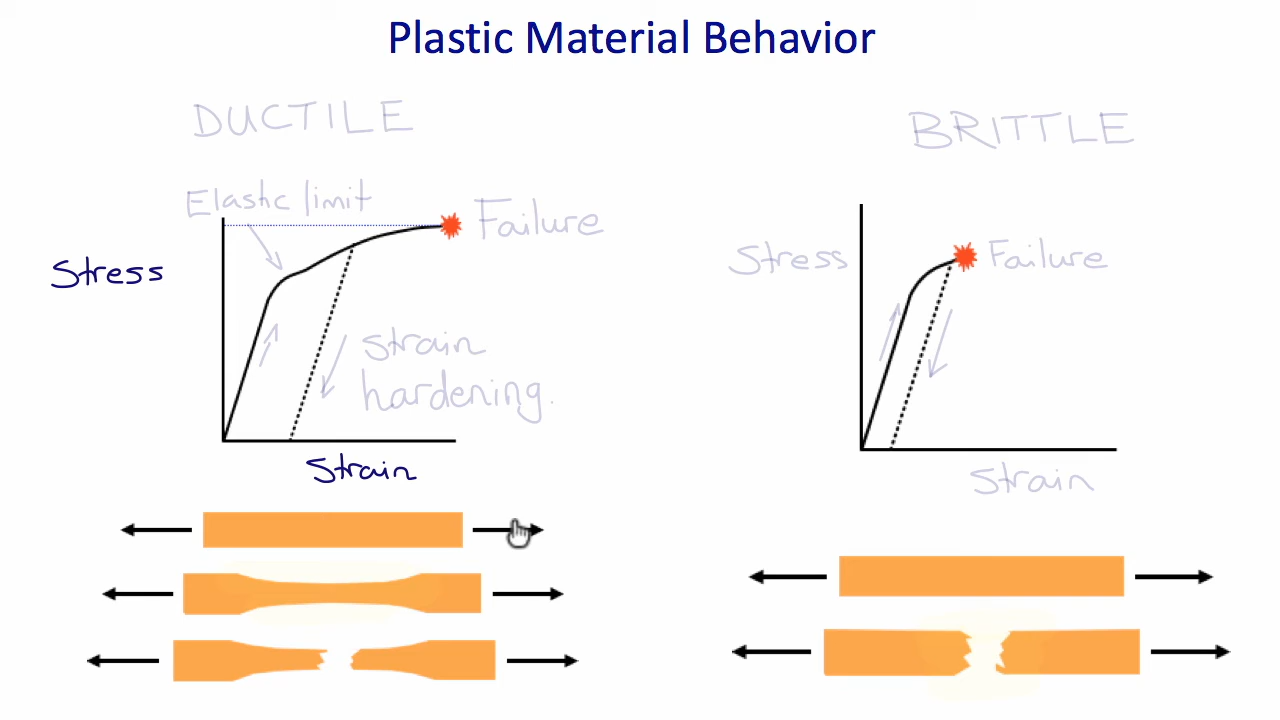 Plastic Material Behavior
DUCTILE
Elastic limit
Failure
Stress
Strain
hardening.
Strain
BRITTLE
Stress
Failure
Strain